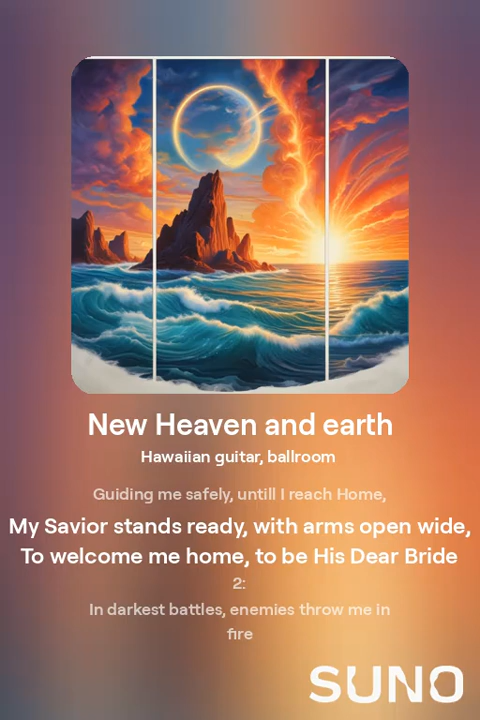 New Heaven and earth
Hawaiian guitar, ballroom
Guiding me safely, untill I reach Home,
My Savior stands ready, with arms open wide,
To welcome me home, to be His Dear Bride
2:
In darkest battles, enemies throw me in
fire
SUNO